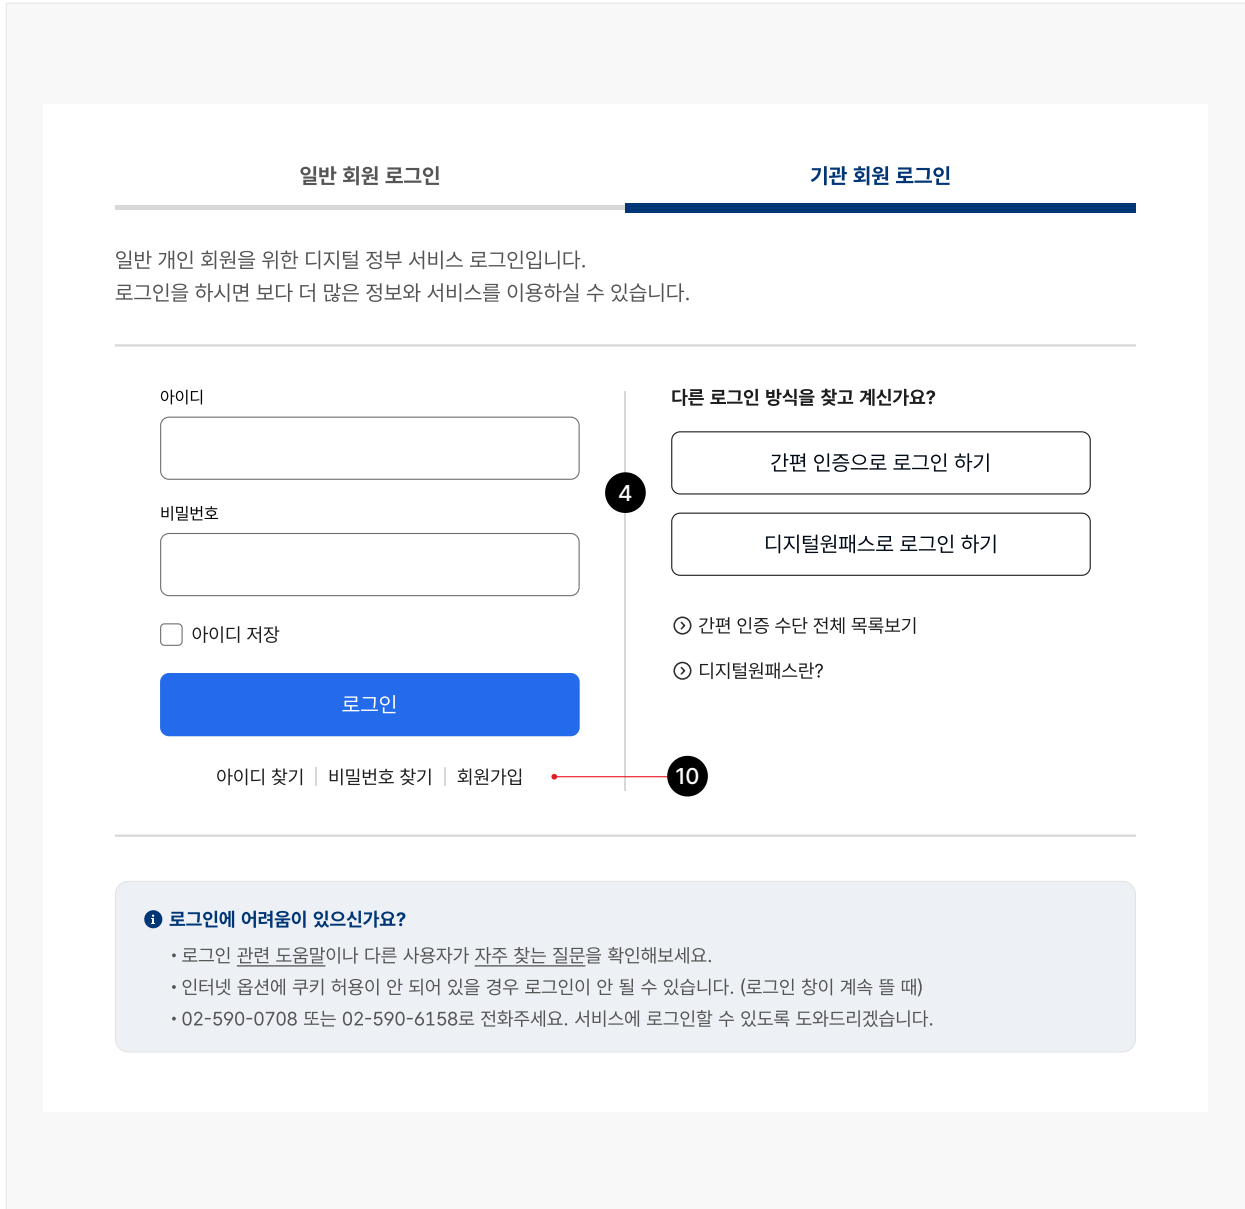 일반 회원 로그인
기관 회원 로그인
일반 개인 회원을 위한 디지털 정부 서비스 로그인입니다.
로그인을 하시면 보다 더 많은 정보와 서비스를 이용하실 수 있습니다.
아이디
비밀번호
아이디 저장
로그인
아이디 찾기 | 비밀번호 찾기 | 회원가입
4
10
다른 로그인 방식을 찾고 계신가요?
간편 인증으로 로그인 하기
디지털원패스로 로그인 하기
간편 인증 수단 전체 목록보기
디지털원패스란?
로그인에 어려움이 있으신가요?
• 로그인 관련 도움말이나 다른 사용자가 자주 찾는 질문을 확인해보세요.
• 인터넷 옵션에 쿠키 허용이 안 되어 있을 경우 로그인이 안 될 수 있습니다. (로그인 창이 계속 뜰 때)
• 02-590-0708 또는 02-590-6158로 전화주세요. 서비스에 로그인할 수 있도록 도와드리겠습니다.